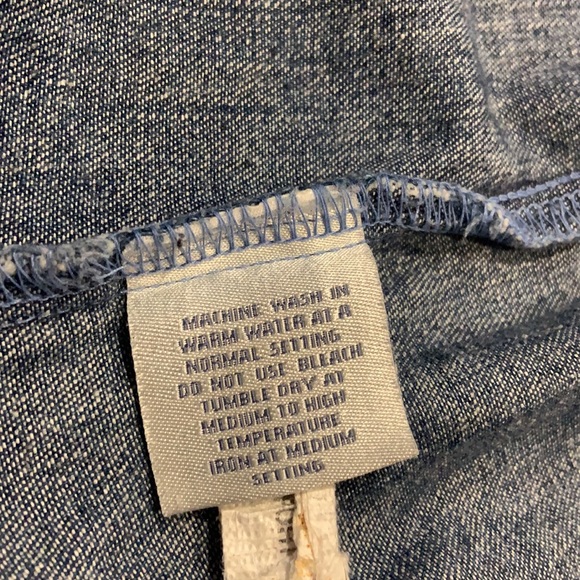 MACHINE WASH IN
WARM WATER AT A
NORMAL SETTING
DO NOT USE BLEACH
TUMBLE DRY AT
MEDIUM TO HIGH
TEMPERATURE
IRON AT MEDIUM
SETTING